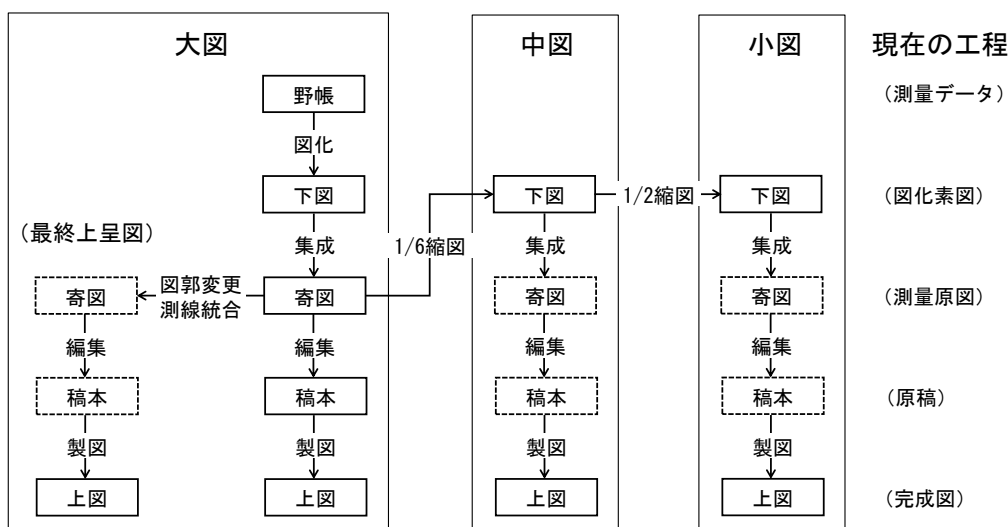 大図
中図
小図
現在の工程
野帳
(測量データ)
図化
下図
1/2縮図
下図
下図
(図化素図)
(最終上呈図)
集成
1/6縮図
集成
集成
寄図
図郭変更
測線統合
寄図
寄図
寄図
(測量原図)
編集
編集
編集
編集
稿本
稿本
稿本
稿本
(原稿)
製図
製図
製図
製図
上図
上図
上図
上図
(完成図)